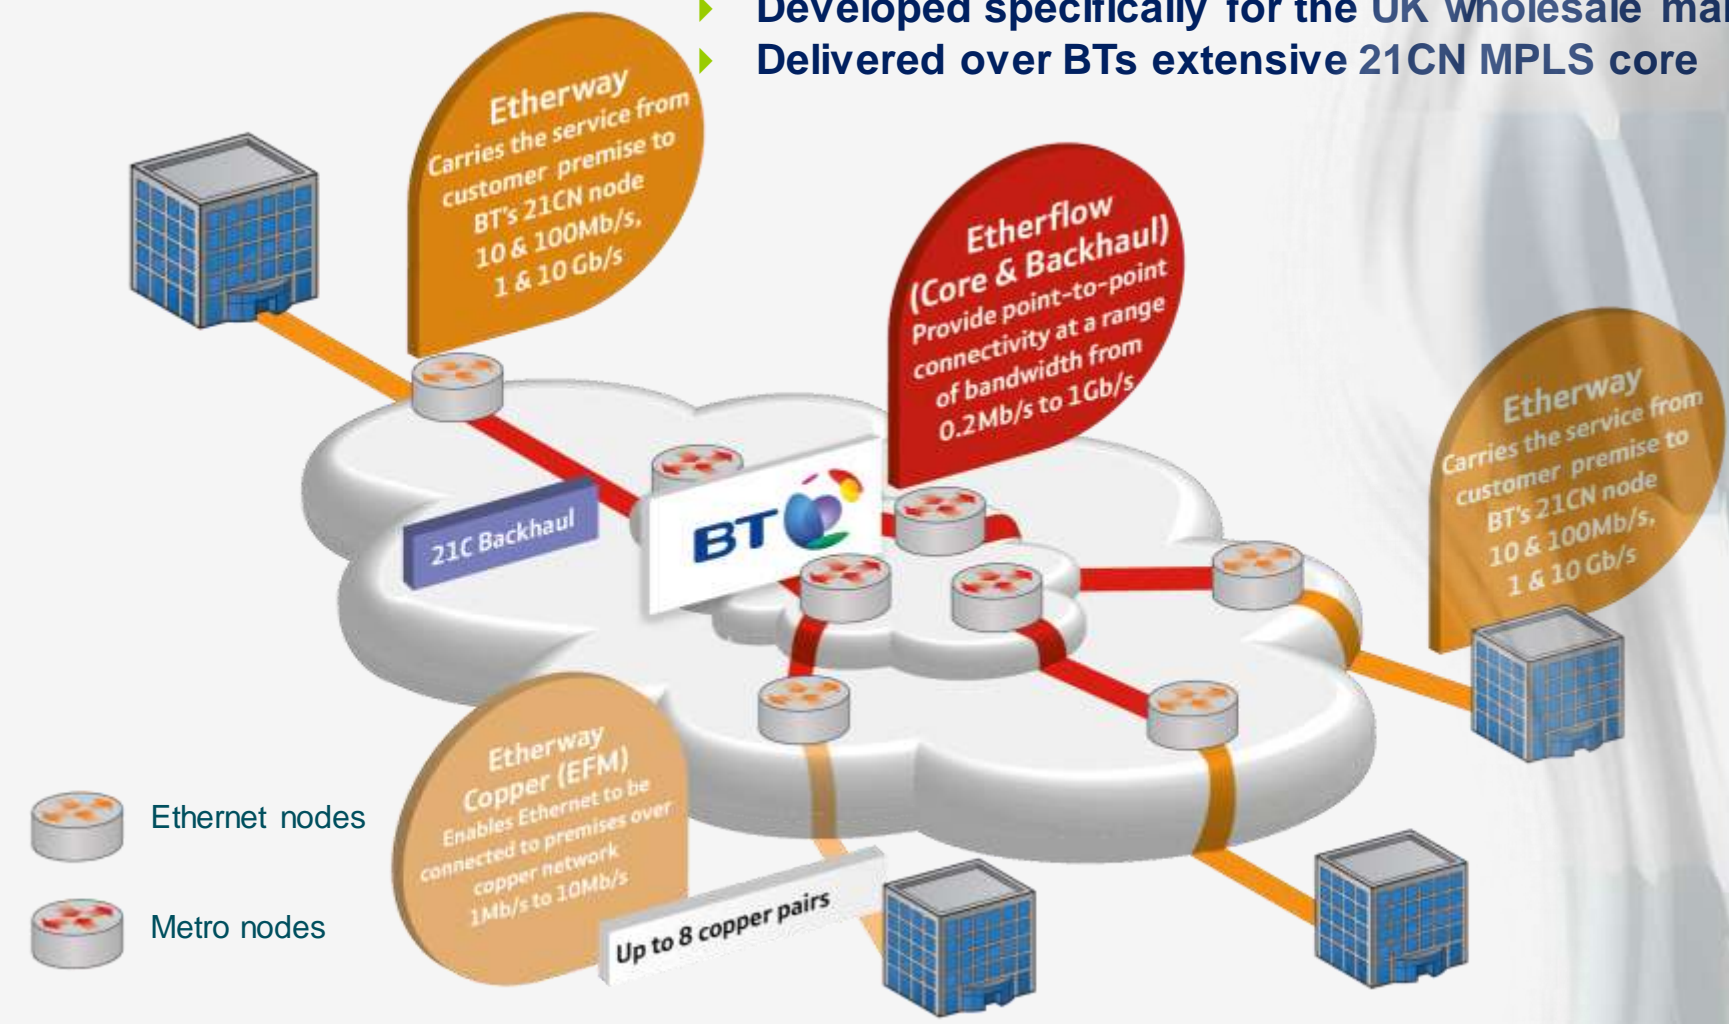 Developed specifically for the UK wholesale
Delivered over BTs extensive 21CN MPLS core
Etherway
Carries the service from
customer premise to
BT's 21CN node
10 & 100Mb/s,
1 & 10 Gb/s
Etherflow
(Core & Backhaul)
Provide point-to-point
connectivity at a range
of bandwidth from
0.2Mb/s to 1Gb/s
Etherway
Carries the service from
customer premise to
BT's 21CN node
10 & 100Mb/s,
1 & 10 Gb/s
21C Backhaul
BT
Etherway
Copper (EFM)
Enables Ethernet to be
connected to premises over
copper network
1Mb/s to 10Mb/s
Up to 8 copper pairs
Ethernet nodes
Metro nodes